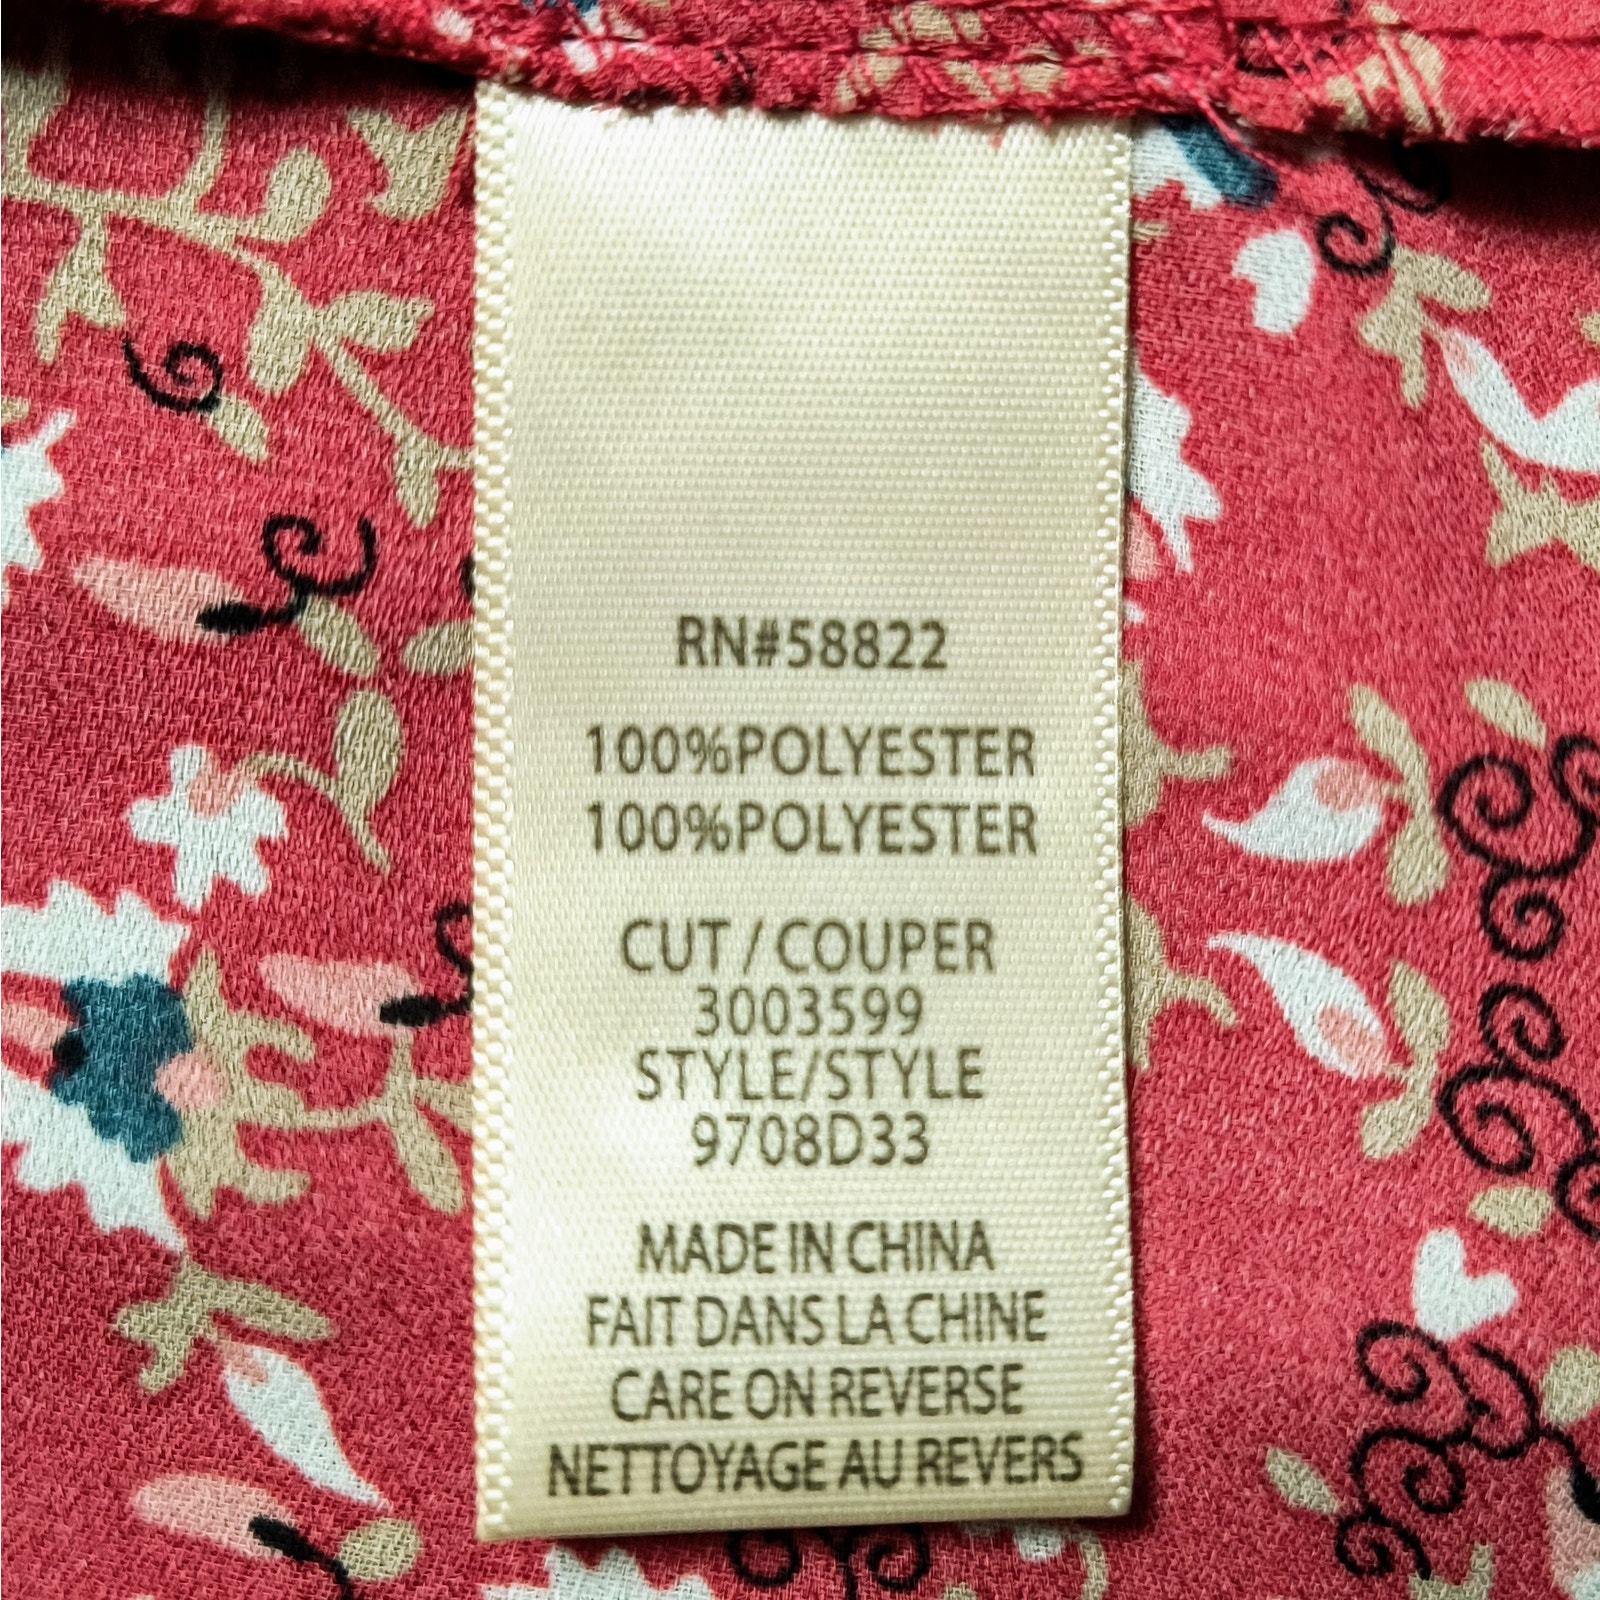 RN#58822
100%POLYESTER
100%POLYESTER
CUT / COUPER
3003599
STYLE/STYLE
9708D33
MADE IN CHINA
FAIT DANS LA CHINE
CARE ON REVERSE
NETTOYAGE AU REVERS